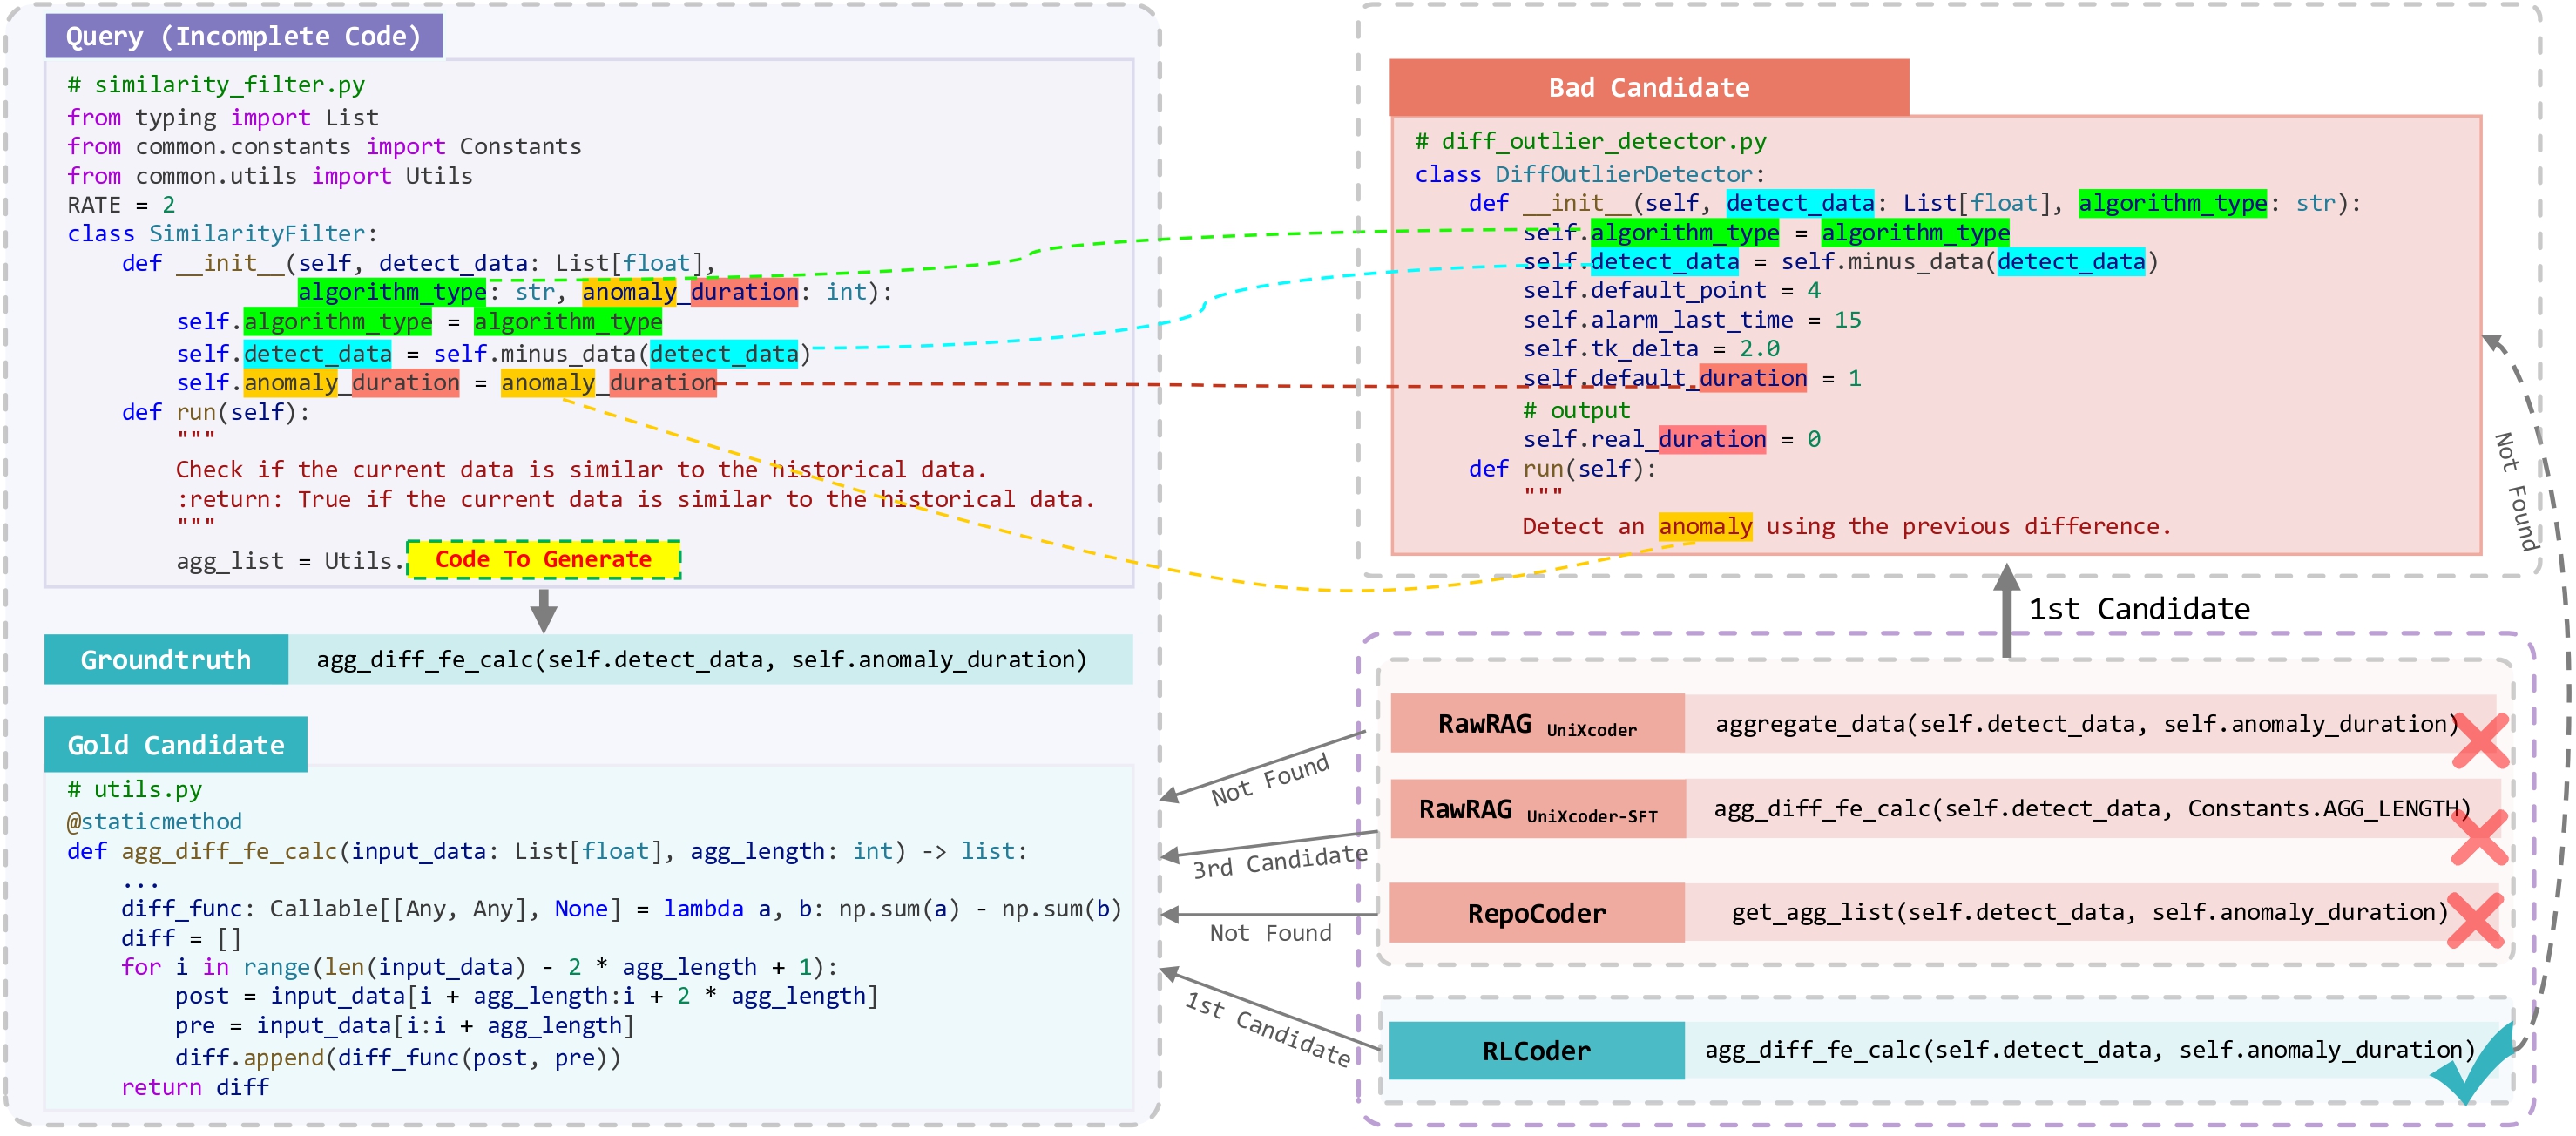 Query (Incomplete Code)
# similarity_filter.py
from typing import List
from common.constants import Constants
from common.utils import Utils
RATE = 2
class SimilarityFilter:
    def __init__(self, detect_data: List[float],
                 algorithm_type: str, anomaly_duration: int):
        self.algorithm_type = algorithm_type
        self.detect_data = self.minus_data(detect_data)
        self.anomaly_duration = anomaly_duration
    def run(self):
        """
        Check if the current data is similar to the historical data.
        :return: True if the current data is similar to the historical data.
        """
        agg_list = Utils. Code To Generate
Groundtruth
agg_diff_fe_calc(self.detect_data, self.anomaly_duration)
Gold Candidate
# utils.py
@staticmethod
def agg_diff_fe_calc(input_data: List[float], agg_length: int) -> list:
    ...
    diff_func: Callable[[Any, Any], None] = lambda a, b: np.sum(a) - np.sum(b)
    diff = []
    for i in range(len(input_data) - 2 * agg_length + 1):
        post = input_data[i + agg_length:i + 2 * agg_length]
        pre = input_data[i:i + agg_length]
        diff.append(diff_func(post, pre))
    return diff
Bad Candidate
# diff_outlier_detector.py
class DiffOutlierDetector:
    def __init__(self, detect_data: List[float], algorithm_type: str):
        self.algorithm_type = algorithm_type
        self.detect_data = self.minus_data(detect_data)
        self.default_point = 4
        self.alarm_last_time = 15
        self.tk_delta = 2.0
        self.default_duration = 1
        # output
        self.real_duration = 0
    def run(self):
        """
        Detect an anomaly using the previous difference.
Not Found
1st Candidate
RawRAG UniXcoder
aggregate_data(self.detect_data, self.anomaly_duration)
Not Found
RawRAG UniXcoder-SFT
agg_diff_fe_calc(self.detect_data, Constants.AGG_LENGTH)
3rd Candidate
RepoCoder
get_agg_list(self.detect_data, self.anomaly_duration)
Not Found
RLCoder
agg_diff_fe_calc(self.detect_data, self.anomaly_duration)
1st Candidate